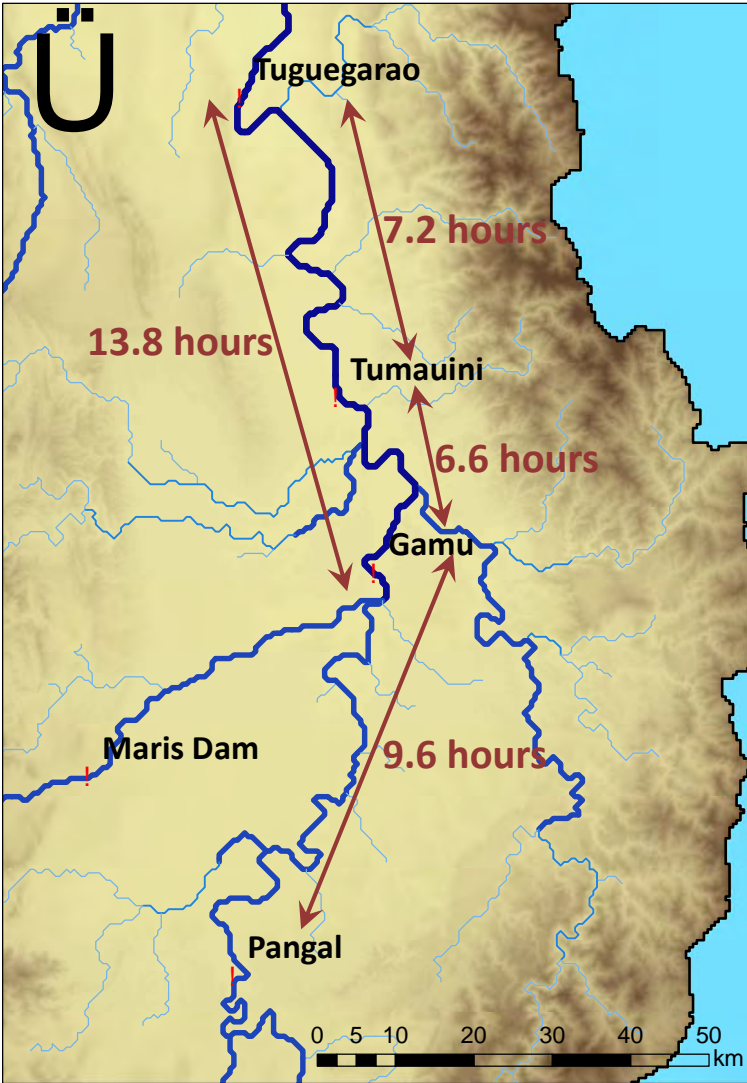 Ü
Tuguegarao
!
7.2 hours
13.8 hours
Tumauini
!
6.6 hours
Gamu
!
Maris Dam
!
9.6 hours
Pangal
!
0 5 10 20 30 40 50
km